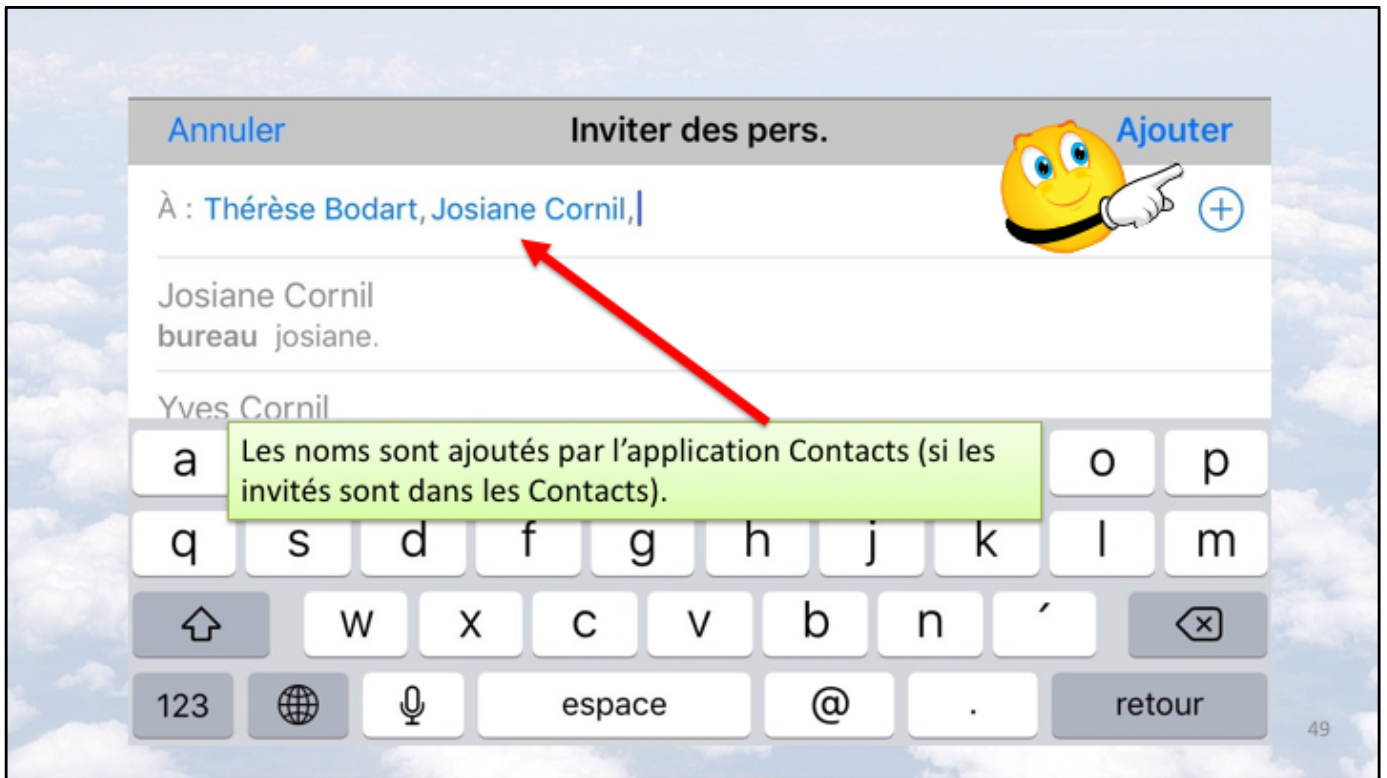 Annuler Inviter des pers. Ajouter
À : Thérèse Bodart, Josiane Cornil,
Josiane Cornil
bureau josiane.
Yves Cornil
Les noms sont ajoutés par l’application Contacts (si les
invités sont dans les Contacts).
a o p
q s d f g h j k l m
w x c v b n ´
123 espace @ . retour
49